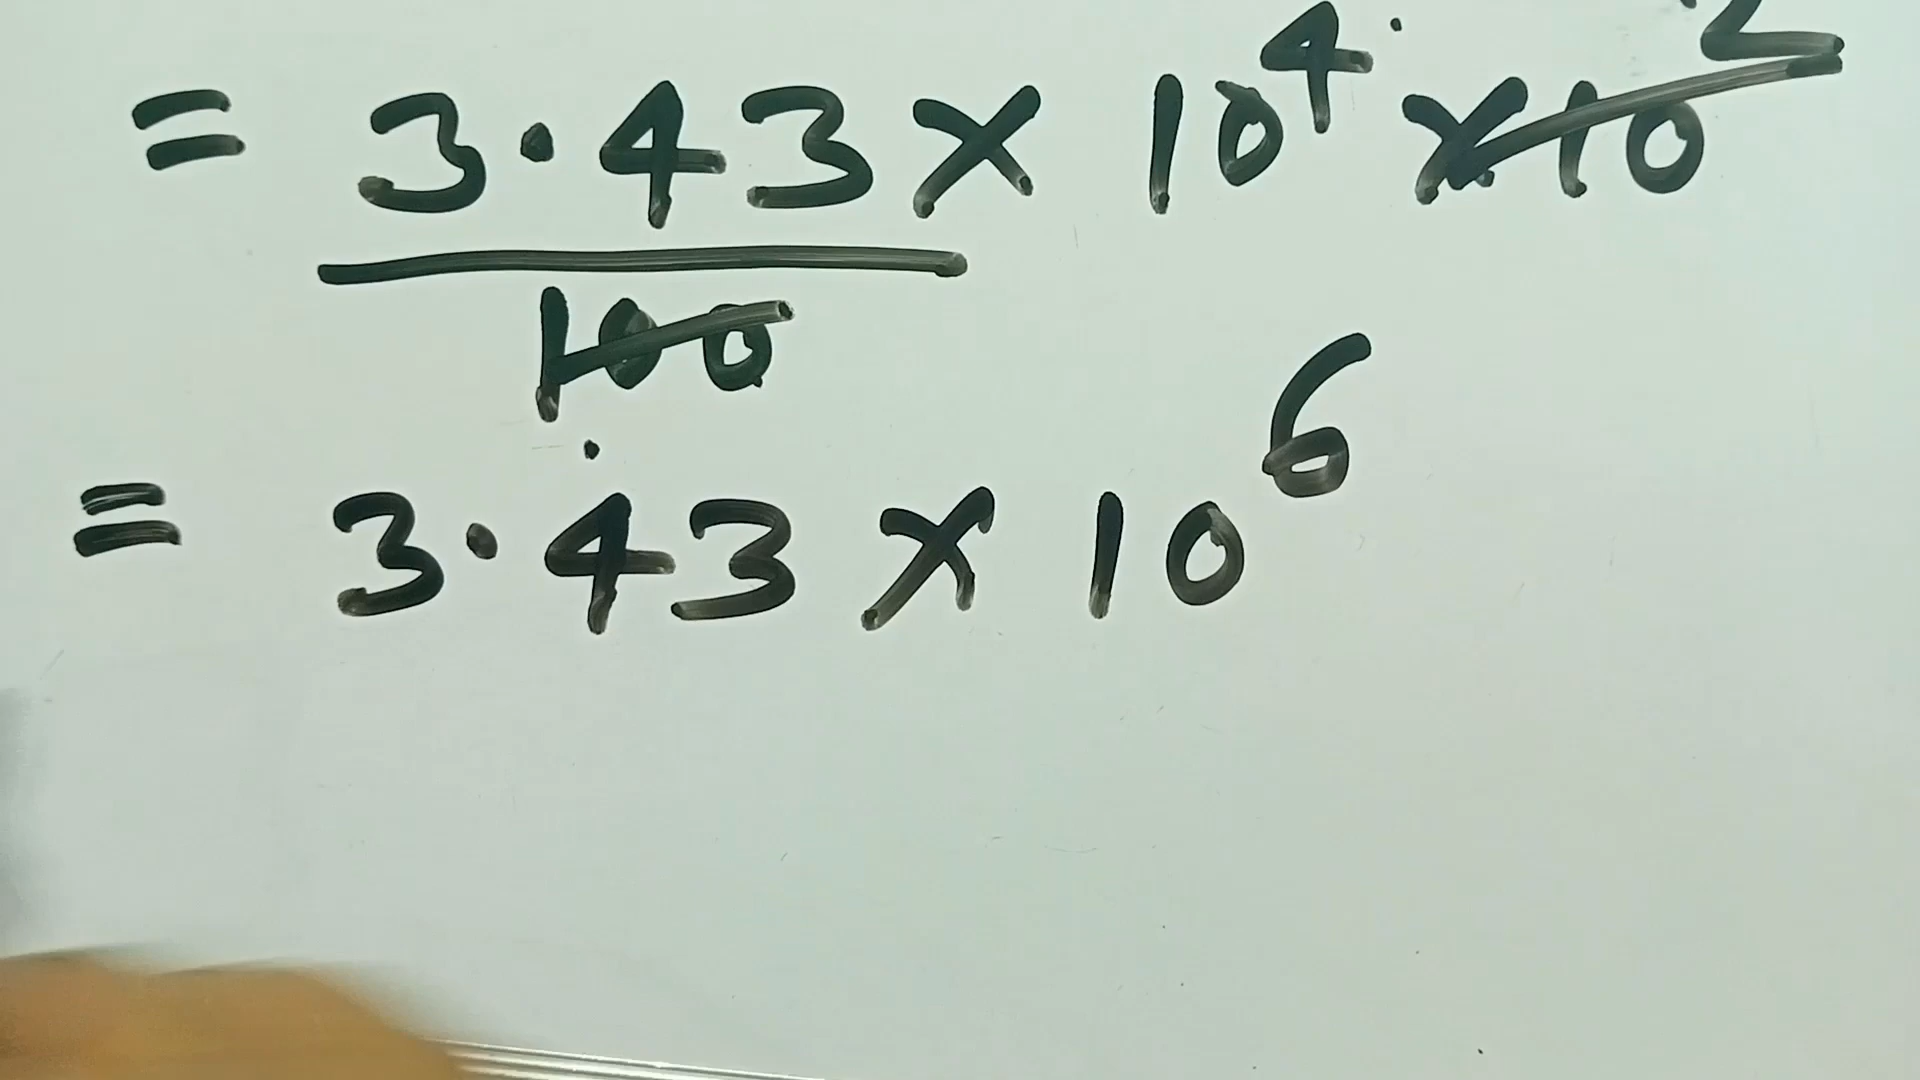 = 3.43 × 10⁴ × 10²
100
= 3.43 × 10⁶